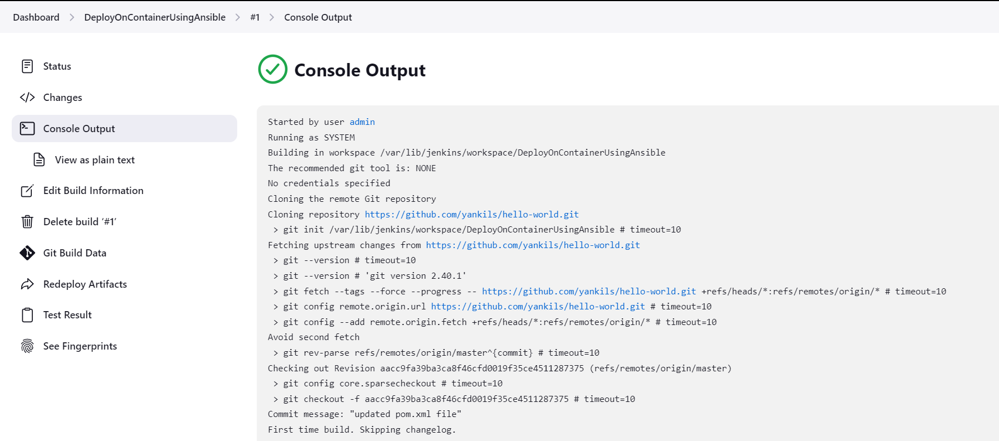 Dashboard > DeployOnContainerUsingAnsible > #1 > Console Output
Status
Changes
Console Output
View as plain text
Edit Build Information
Delete build ‘#1’
Git Build Data
Redeploy Artifacts
Test Result
See Fingerprints
Console Output
Started by user admin
Running as SYSTEM
Building in workspace /var/lib/jenkins/workspace/DeployOnContainerUsingAnsible
The recommended git tool is: NONE
No credentials specified
Cloning the remote Git repository
Cloning repository https://github.com/yankils/hello-world.git
 > git init /var/lib/jenkins/workspace/DeployOnContainerUsingAnsible # timeout=10
Fetching upstream changes from https://github.com/yankils/hello-world.git
 > git --version # timeout=10
 > git --version # 'git version 2.40.1'
 > git fetch --tags --force --progress -- https://github.com/yankils/hello-world.git +refs/heads/*:refs/remotes/origin/* # timeout=10
 > git config remote.origin.url https://github.com/yankils/hello-world.git # timeout=10
 > git config --add remote.origin.fetch +refs/heads/*:refs/remotes/origin/* # timeout=10
Avoid second fetch
 > git rev-parse refs/remotes/origin/master^{commit} # timeout=10
Checking out Revision aacc9fa39ba3ca8f46cfd0019f35ce4511287375 (refs/remotes/origin/master)
 > git config core.sparsecheckout # timeout=10
 > git checkout -f aacc9fa39ba3ca8f46cfd0019f35ce4511287375 # timeout=10
Commit message: "updated pom.xml file"
First time build. Skipping changelog.